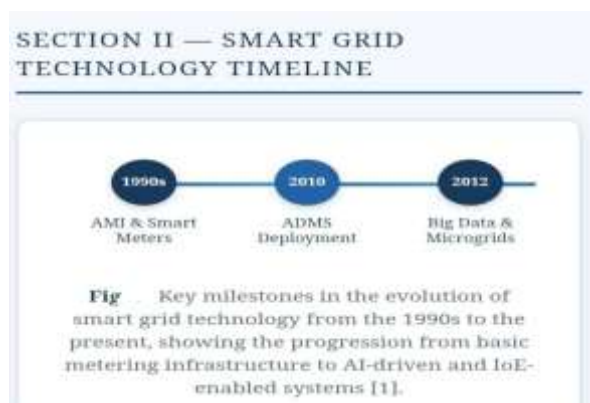 SECTION II — SMART GRID
TECHNOLOGY TIMELINE
1990s
2010
2012
AMI & Smart
Meters
ADMS
Deployment
Big Data &
Microgrids
Fig Key milestones in the evolution of
smart grid technology from the 1990s to the
present, showing the progression from basic
metering infrastructure to AI-driven and IoE-
enabled systems [1].